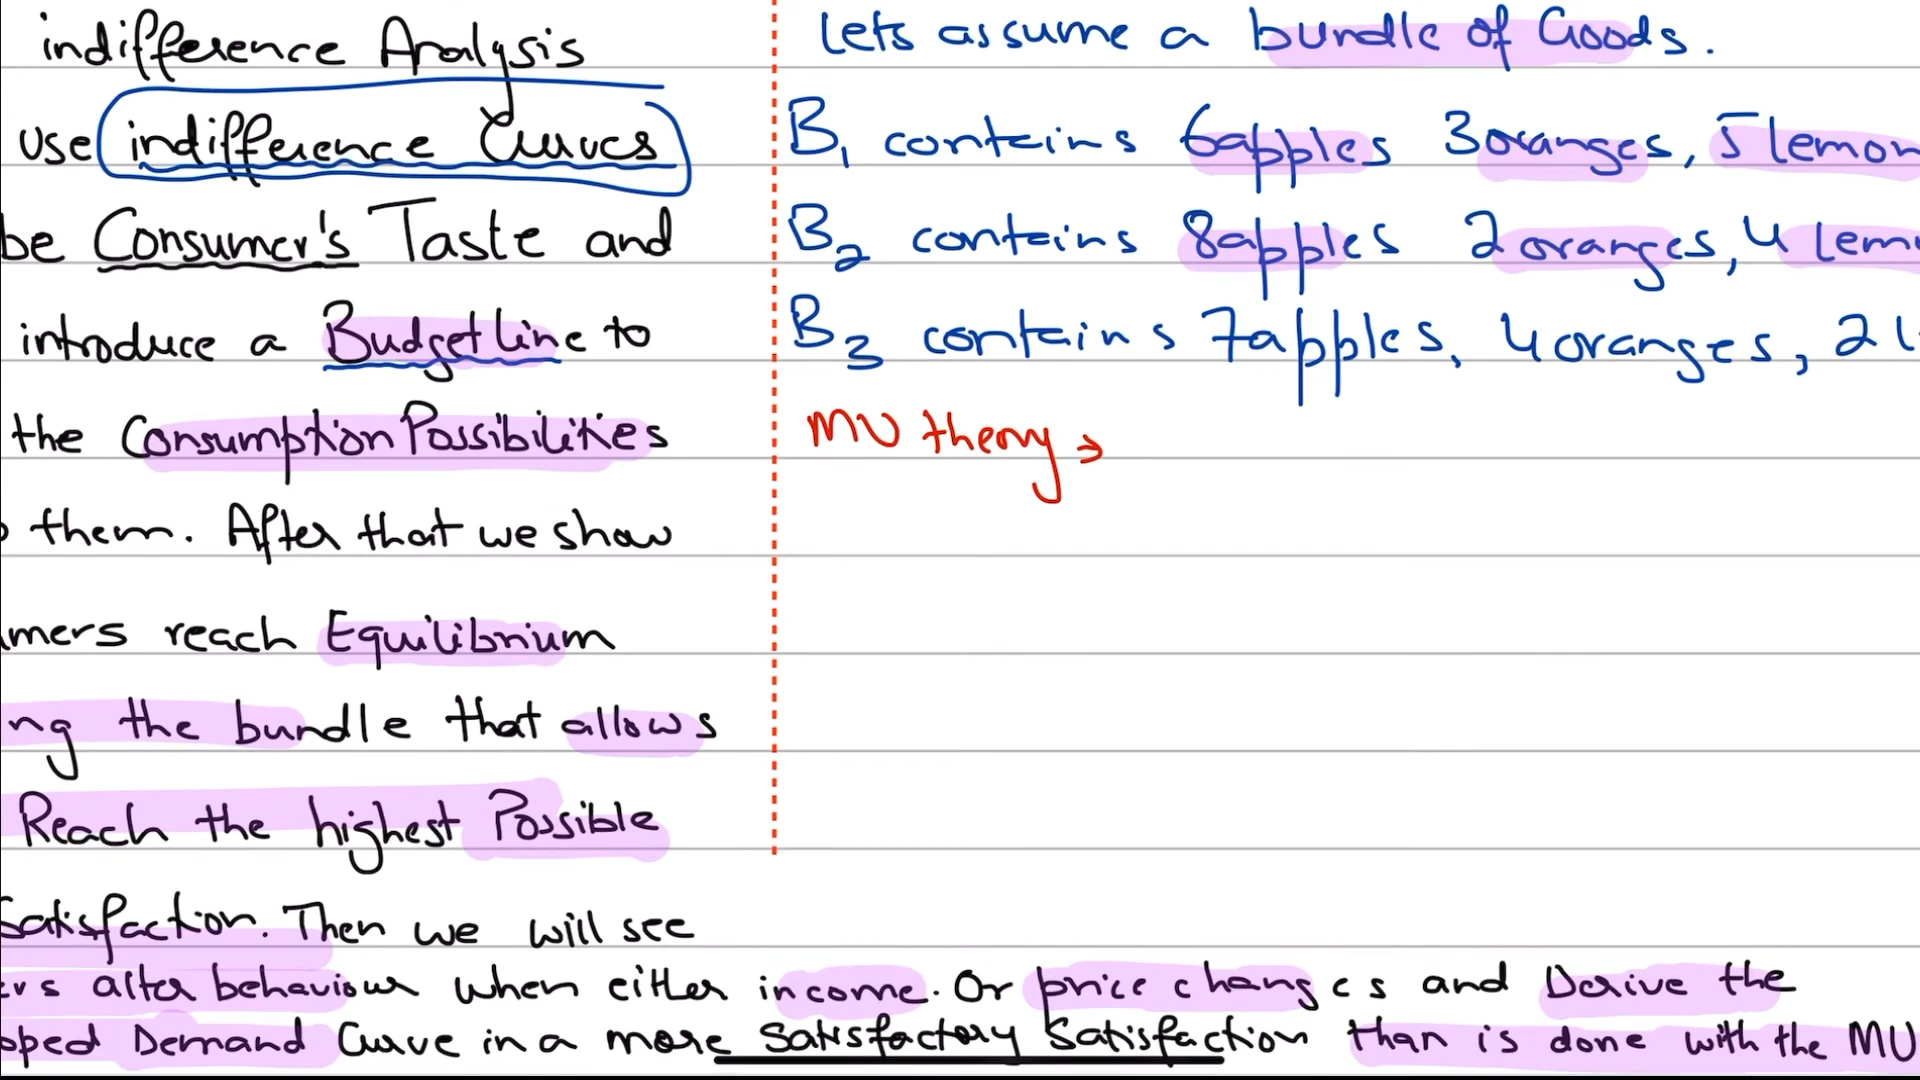 indifference Analysis
use indifference Curves
be Consumer's Taste and
introduce a Budget line to
the Consumption Possibilities
them. After that we show
reach Equilibrium
the bundle that allows
Reach the highest Possible
Satisfaction. Then we will see
alter behaviour when either income. Or price changes and Derive the
Demand Curve in a more Satisfactory Satisfaction than is done with the MU
Lets assume a bundle of Goods.
B1 contains 6apples 3oranges, 5 lemon
B2 contains 8apples 2 oranges, 4 lem
B3 contains 7apples, 4oranges, 2 l
MU theory →